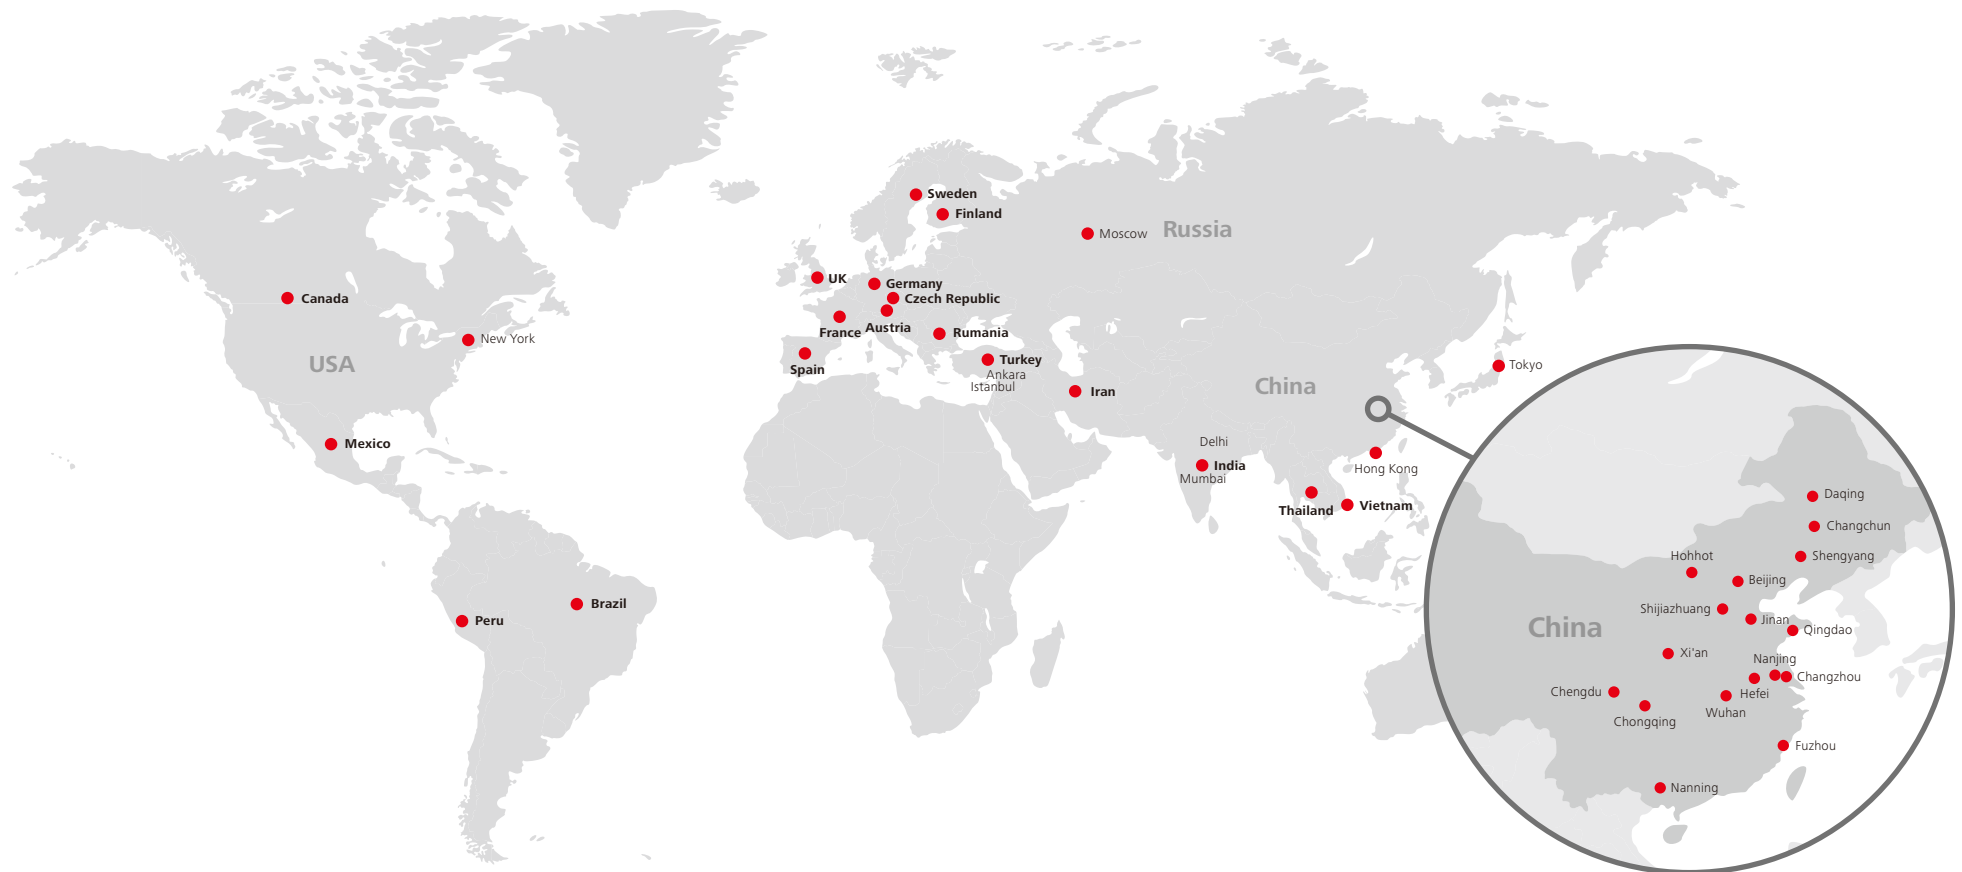 Sweden
Finland
Moscow
Russia
UK
Germany
Czech Republic
Canada
France
Austria
Rumania
New York
USA
Spain
Turkey
Ankara
Istanbul
Iran
China
Tokyo
Mexico
Delhi
India
Mumbai
Hong Kong
Thailand
Vietnam
Brazil
Peru
Daqing
Changchun
Hohhot
Shengyang
Beijing
Shijiazhuang
Jinan
Qingdao
China
Xi'an
Nanjing
Changzhou
Chengdu
Hefei
Wuhan
Chongqing
Fuzhou
Nanning